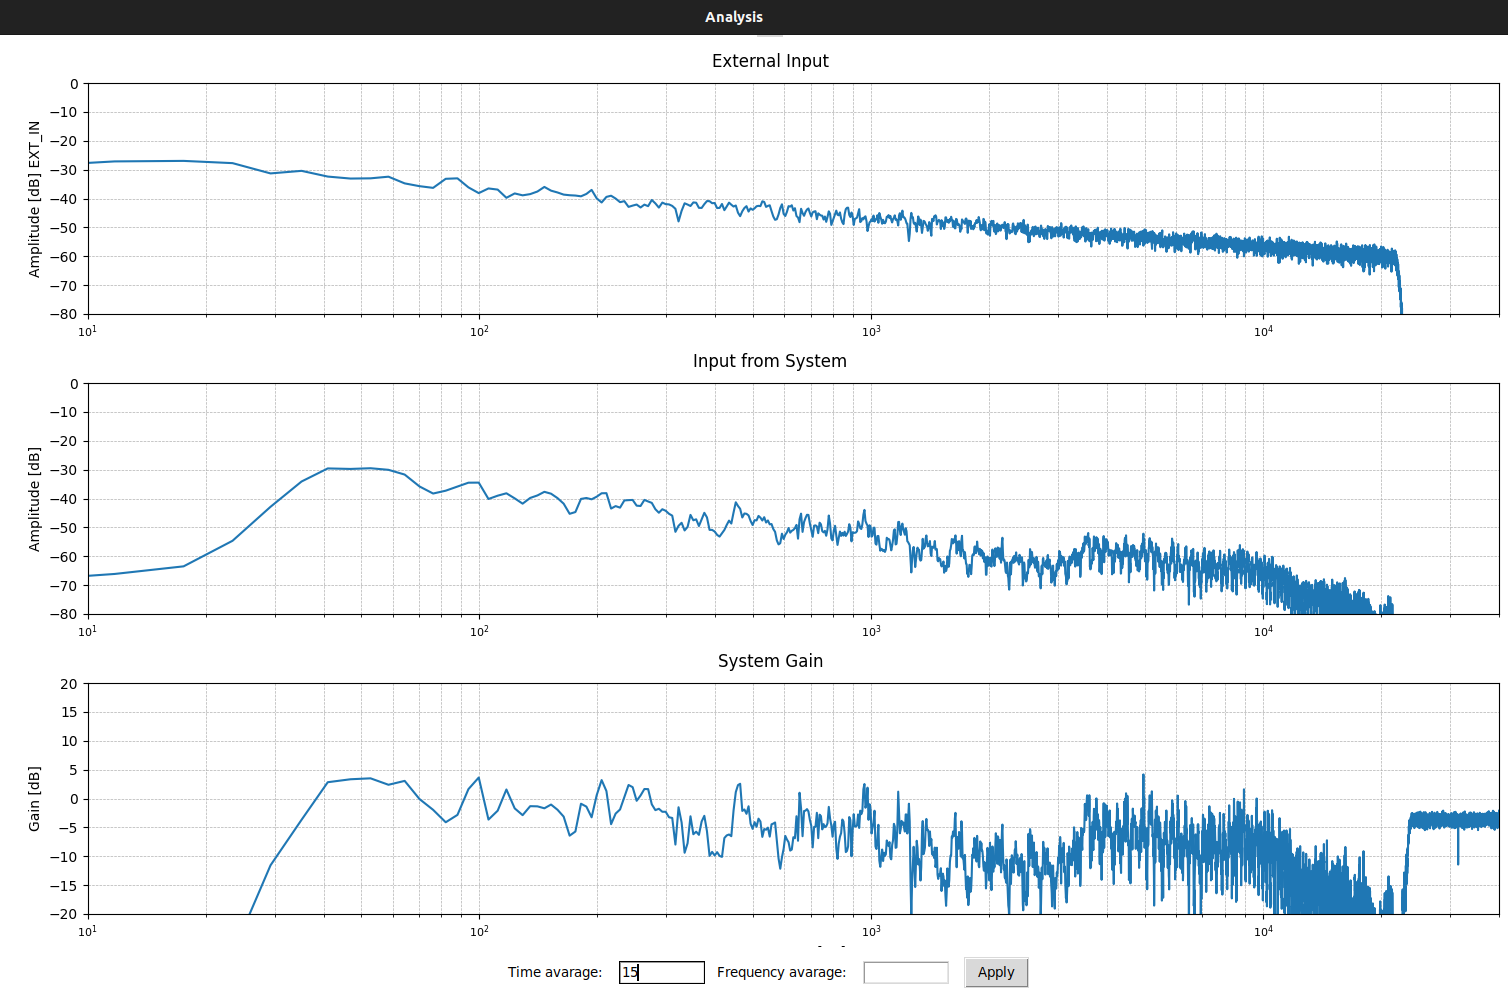 Analysis
External Input
Amplitude [dB] EXT_IN
0
−10
−20
−30
−40
−50
−60
−70
−80
10¹ 10² 10³ 10⁴
Input from System
Amplitude [dB]
0
−10
−20
−30
−40
−50
−60
−70
−80
10¹ 10² 10³ 10⁴
System Gain
Gain [dB]
20
15
10
5
0
−5
−10
−15
−20
10¹ 10² 10³ 10⁴
Time avarage: 15 Frequency avarage: Apply